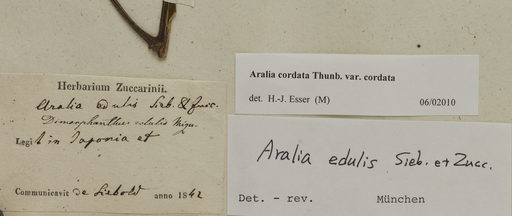 Herbarium Zuccarinii.
Aralia edulis Sieb. & Zucc.
Dimorphanthus edulis Miqu.
Legit in Japonia et
Communicavit de Siebold anno 1842
Aralia cordata Thunb. var. cordata
det. H.-J. Esser (M) 06/02010
Aralia edulis Sieb. et Zucc.
Det. - rev. München